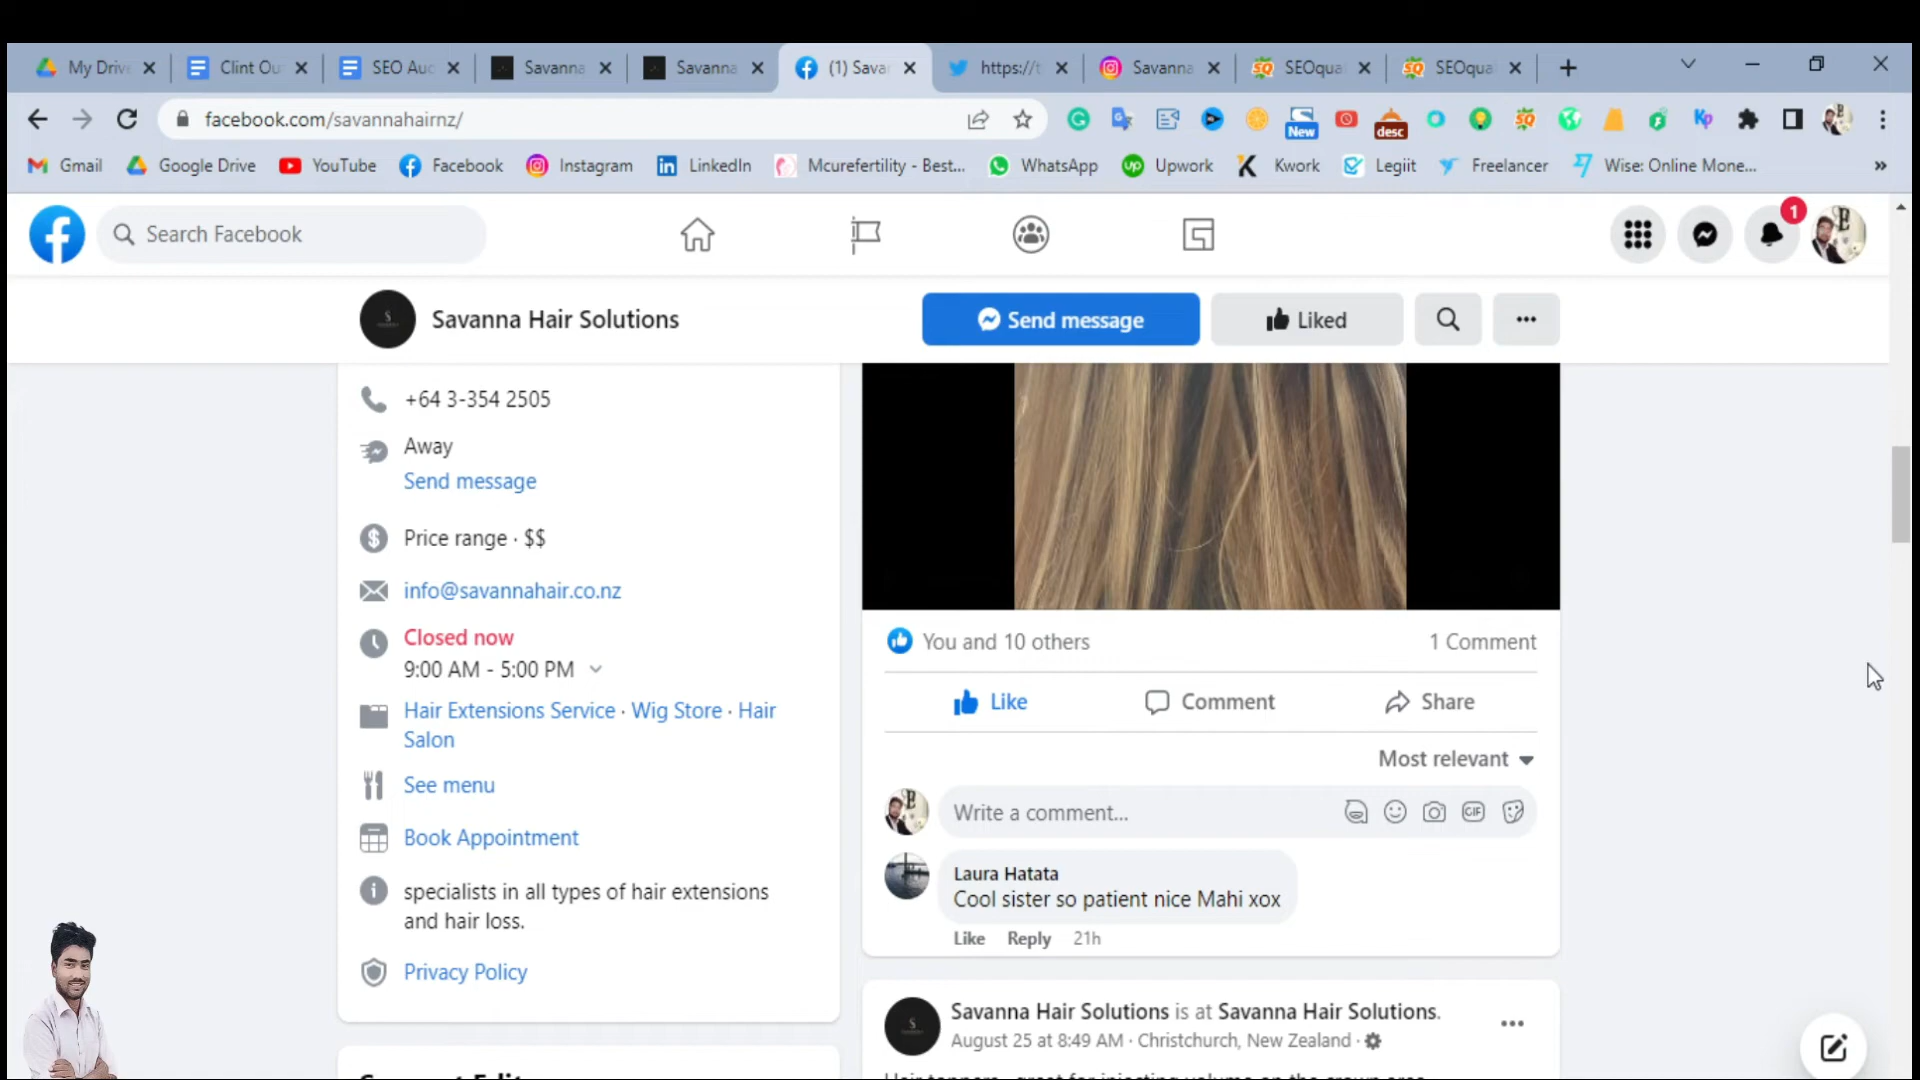 My Driv
Clint Ou
SEO Aud
Savanna
Savanna
(1) Sava
https://t
Savanna
SEOqua
SEOqua
facebook.com/savannahairnz/
New
desc
Kp
Gmail
Google Drive
YouTube
Facebook
Instagram
LinkedIn
Mcurefertility - Best...
WhatsApp
Upwork
Kwork
Legiit
Freelancer
Wise: Online Mone...
Search Facebook
1
Savanna Hair Solutions
Send message
Liked
+64 3-354 2505
Away
Send message
Price range · $$
info@savannahair.co.nz
Closed now
9:00 AM - 5:00 PM
Hair Extensions Service · Wig Store · Hair
Salon
See menu
Book Appointment
specialists in all types of hair extensions
and hair loss.
Privacy Policy
You and 10 others
1 Comment
Like
Comment
Share
Most relevant
Write a comment...
GIF
Laura Hatata
Cool sister so patient nice Mahi xox
Like Reply 21h
Savanna Hair Solutions is at Savanna Hair Solutions.
August 25 at 8:49 AM · Christchurch, New Zealand ·